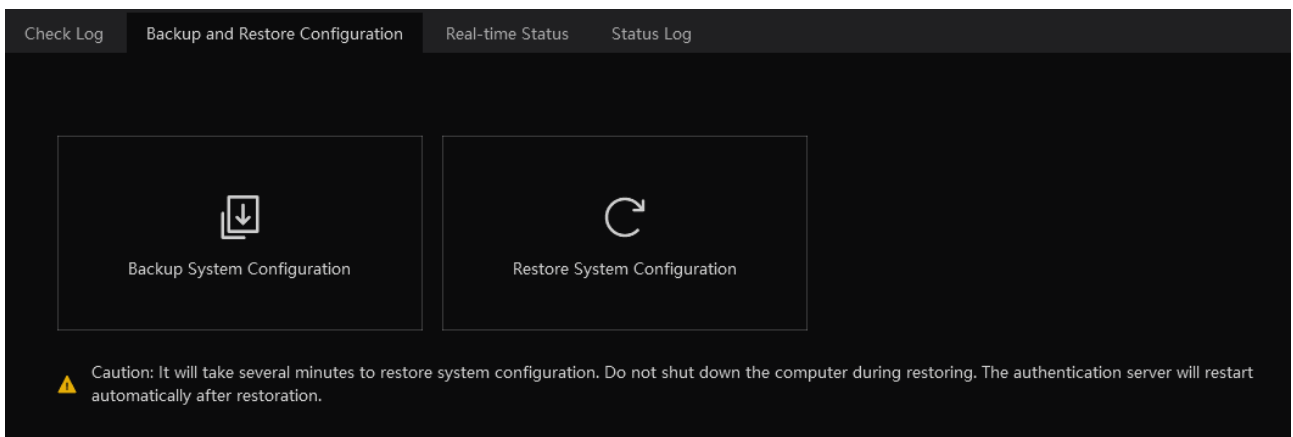 Check Log Backup and Restore Configuration Real-time Status Status Log
Backup System Configuration Restore System Configuration
Caution: It will take several minutes to restore system configuration. Do not shut down the computer during restoring. The authentication server will restart
automatically after restoration.